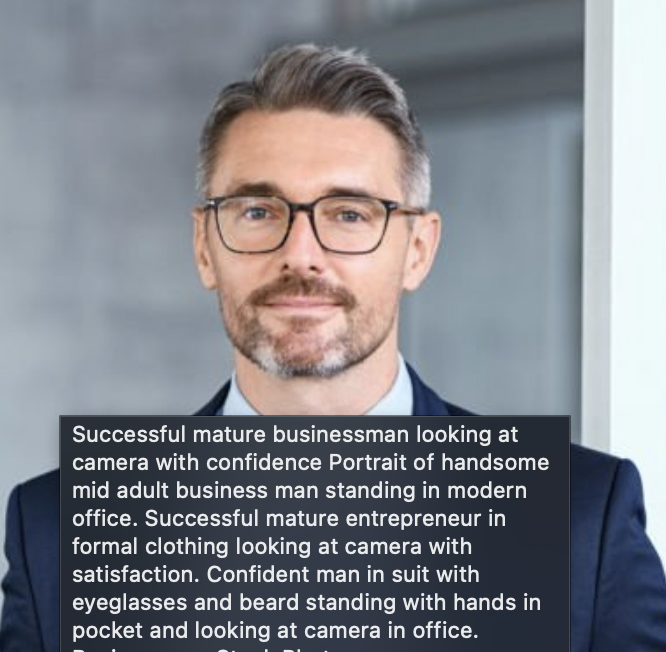 Successful mature businessman looking at
camera with confidence Portrait of handsome
mid adult business man standing in modern
office. Successful mature entrepreneur in
formal clothing looking at camera with
satisfaction. Confident man in suit with
eyeglasses and beard standing with hands in
pocket and looking at camera in office.